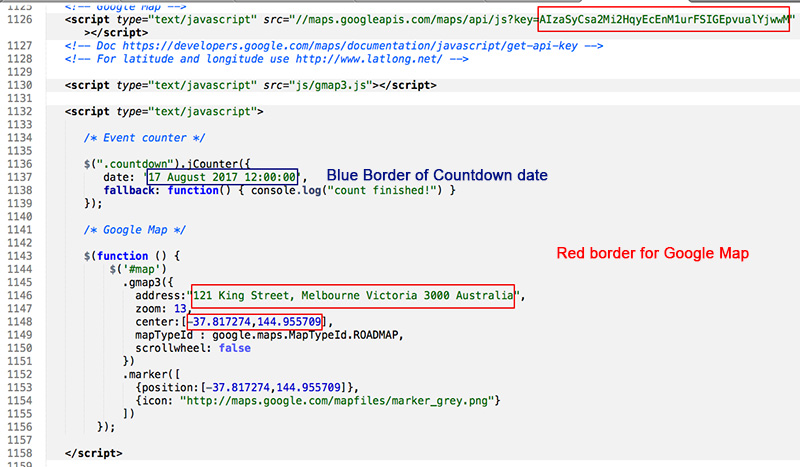 1125 <!-- Google Map -->
1126 <script type="text/javascript" src="//maps.googleapis.com/maps/api/js?key=AIzaSyCsa2Mi2HqyEcEnM1urFSIGEpvualYjwwM"
></script>
1127 <!-- Doc https://developers.google.com/maps/documentation/javascript/get-api-key -->
1128 <!-- For latitude and longitude use http://www.latlong.net/ -->
1129
1130 <script type="text/javascript" src="js/gmap3.js"></script>
1131
1132 <script type="text/javascript">
1133
1134 /* Event counter */
1135
1136 $(".countdown").jCounter({
1137 date: '17 August 2017 12:00:00', Blue Border of Countdown date
1138 fallback: function() { console.log("count finished!") }
1139 });
1140
1141 /* Google Map */
1142
1143 $(function () { Red border for Google Map
1144 $('#map')
1145 .gmap3({
1146 address:"121 King Street, Melbourne Victoria 3000 Australia",
1147 zoom: 13,
1148 center:[-37.817274,144.955709],
1149 mapTypeId : google.maps.MapTypeId.ROADMAP,
1150 scrollwheel: false
1151 })
1152 .marker([
1153 {position:[-37.817274,144.955709]},
1154 {icon: "http://maps.google.com/mapfiles/marker_grey.png"}
1155 ])
1156 });
1157
1158 </script>
1159